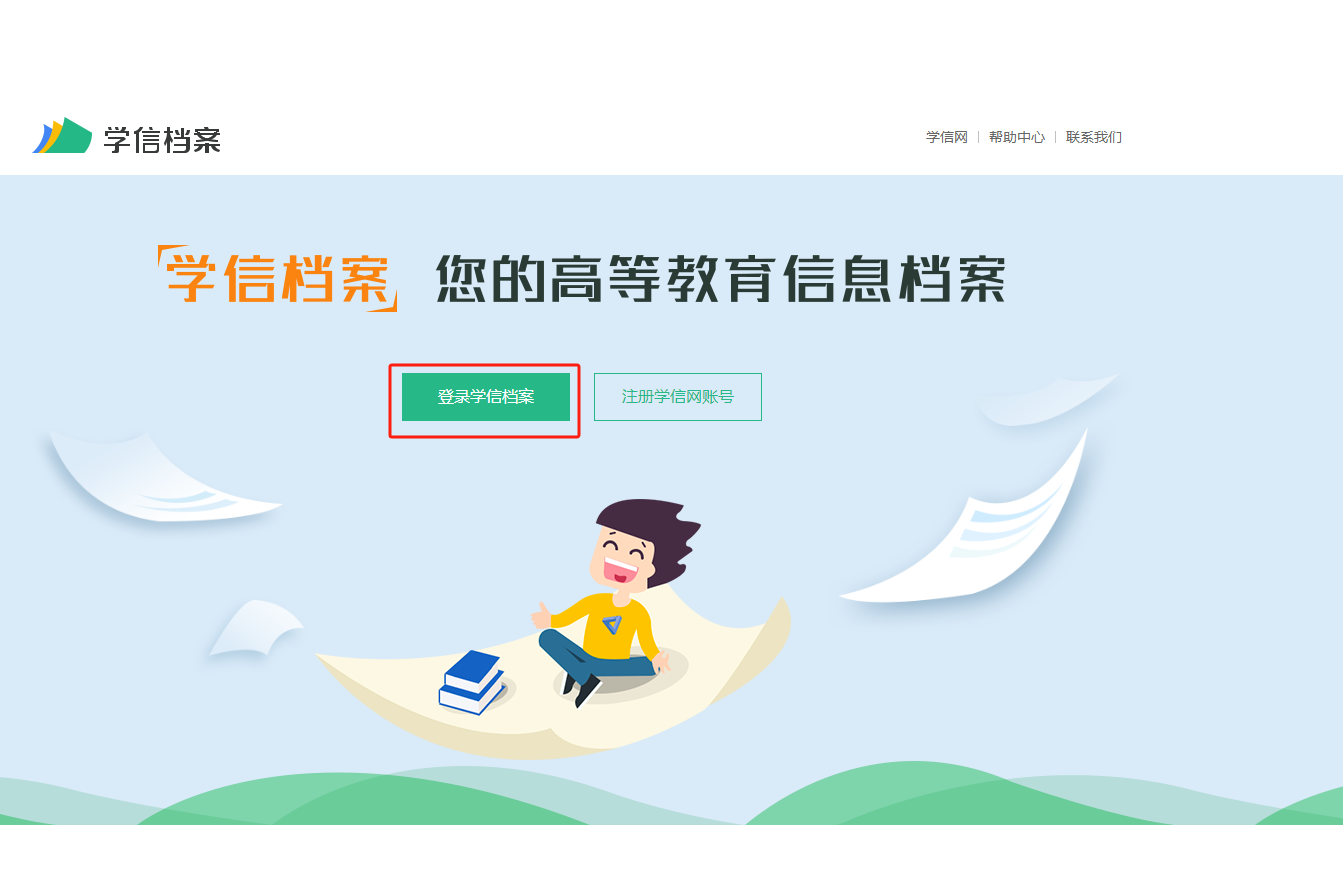 学信档案
学信网 | 帮助中心 | 联系我们
学信档案 您的高等教育信息档案
登录学信档案 注册学信网账号